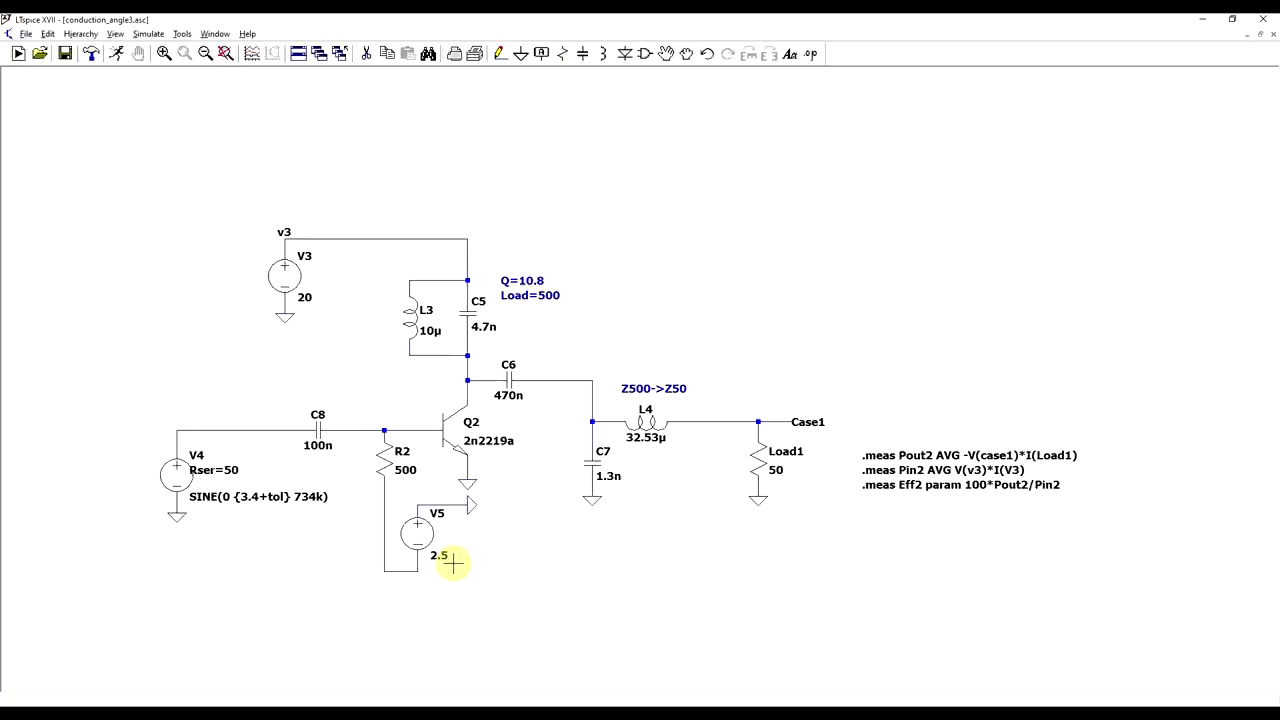 LTspice XVII - [conduction_angle3.asc]
File Edit Hierarchy View Simulate Tools Window Help
v3
V3
20
Q=10.8
Load=500
C5
4.7n
L3
10µ
C6
470n
Z500->Z50
L4
32.53µ
Case1
C8
100n
Q2
2n2219a
V4
Rser=50
SINE(0 {3.4+tol} 734k)
R2
500
C7
1.3n
Load1
50
.meas Pout2 AVG -V(case1)*I(Load1)
.meas Pin2 AVG V(v3)*I(V3)
.meas Eff2 param 100*Pout2/Pin2
V5
2.5